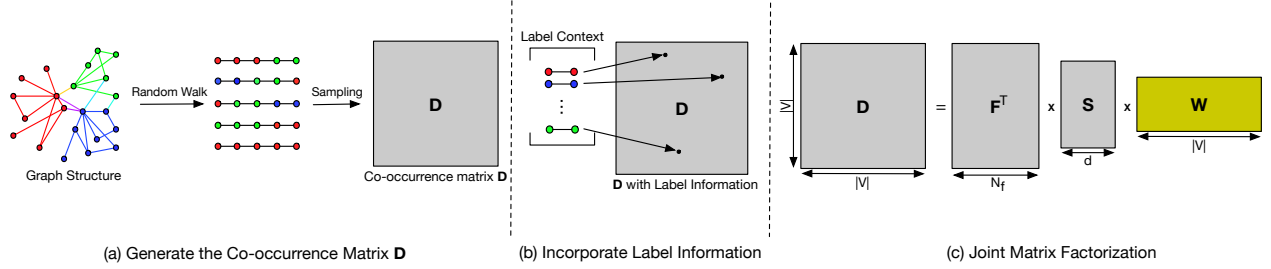 Graph Structure
Random Walk
Sampling
D
Co-occurrence matrix D
(a) Generate the Co-occurrence Matrix D
Label Context
D
D with Label Information
(b) Incorporate Label Information
|V|
D
|V|
=
F^T
N_f
x
S
d
x
W
|V|
(c) Joint Matrix Factorization